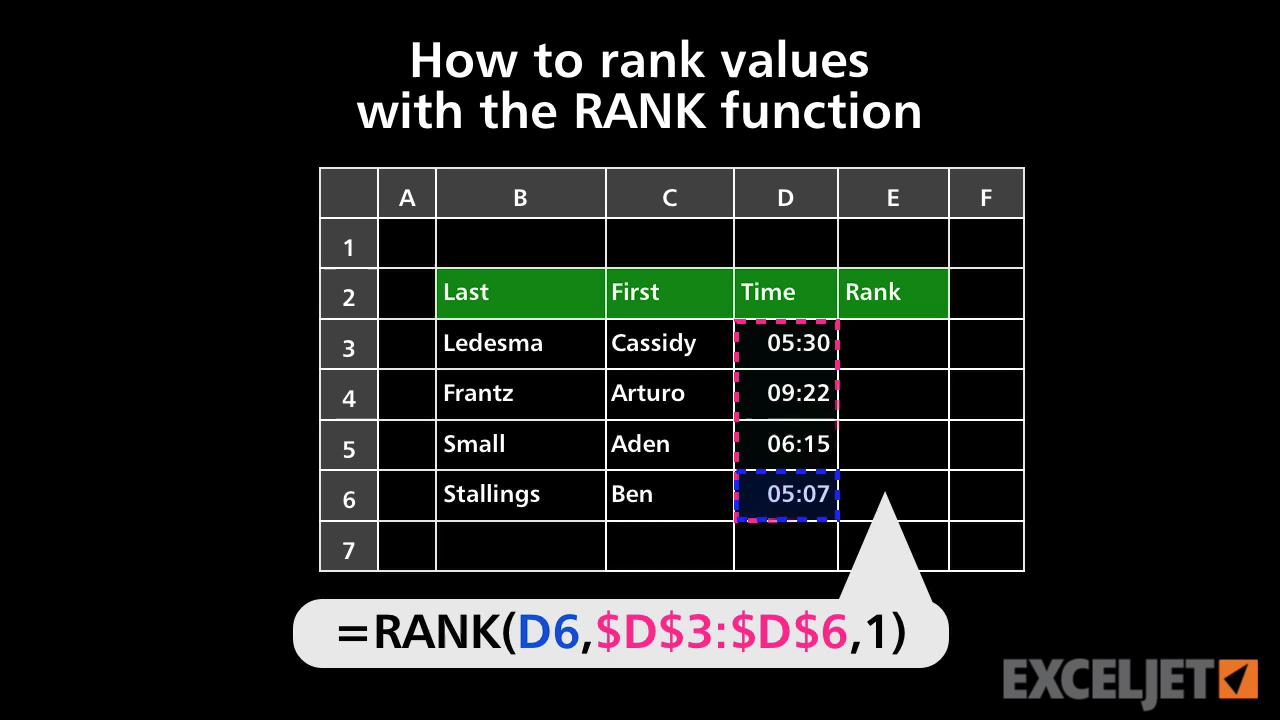 How to rank values
with the RANK function
A B C D E F
1
2 Last First Time Rank
3 Ledesma Cassidy 05:30
4 Frantz Arturo 09:22
5 Small Aden 06:15
6 Stallings Ben 05:07
7
=RANK(D6,$D$3:$D$6,1)
EXCELJET